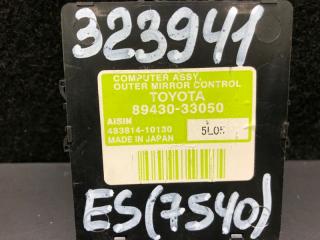 323941
COMPUTER ASSY,
OUTER MIRROR CONTROL
TOYOTA
89430-33050
AISIN
483814-10130
5L05
MADE IN JAPAN
ES(7540)